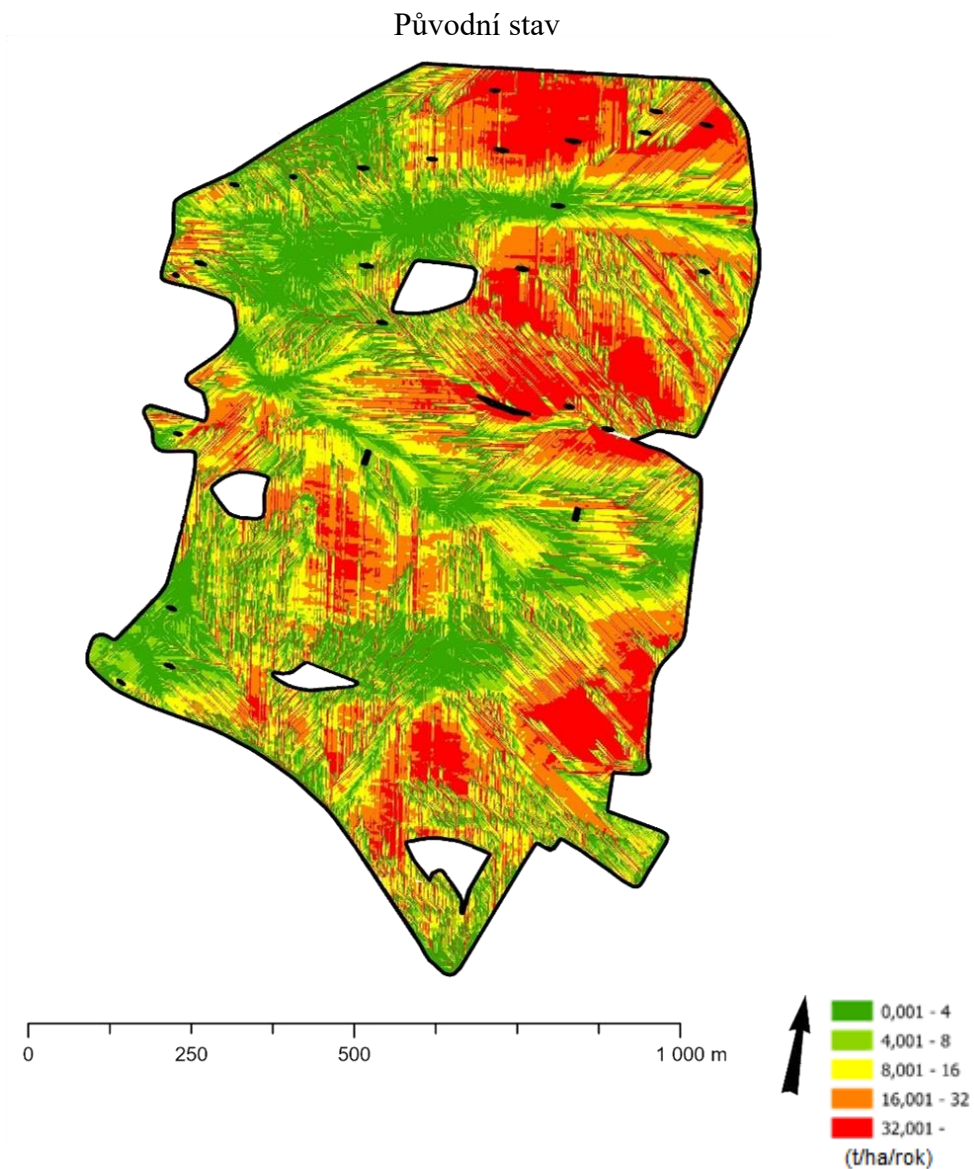 Původní stav
0 250 500 1 000 m
0,001 - 4
4,001 - 8
8,001 - 16
16,001 - 32
32,001 -
(t/ha/rok)